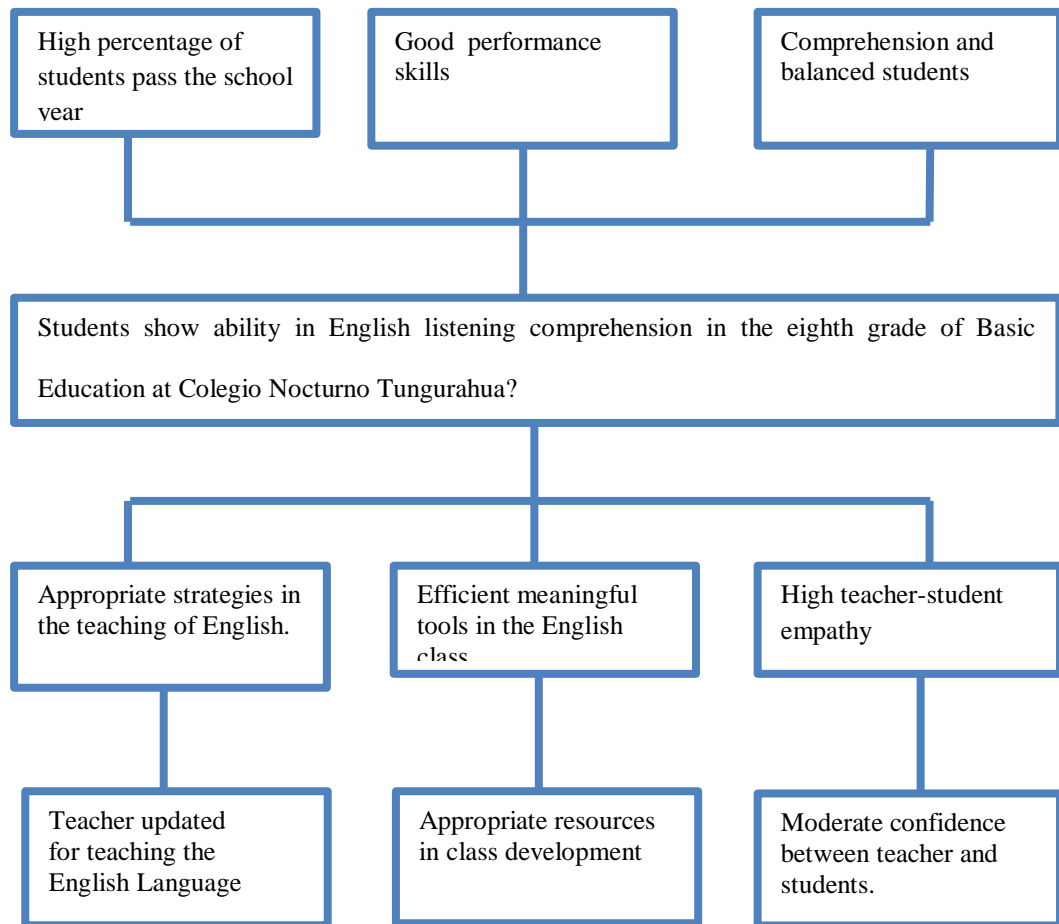 High percentage of
students pass the school
year
Good performance
skills
Comprehension and
balanced students
Students show ability in English listening comprehension in the eighth grade of Basic
Education at Colegio Nocturno Tungurahua?
Appropriate strategies in
the teaching of English.
Efficient meaningful
tools in the English
class
High teacher-student
empathy
Teacher updated
for teaching the
English Language
Appropriate resources
in class development
Moderate confidence
between teacher and
students.